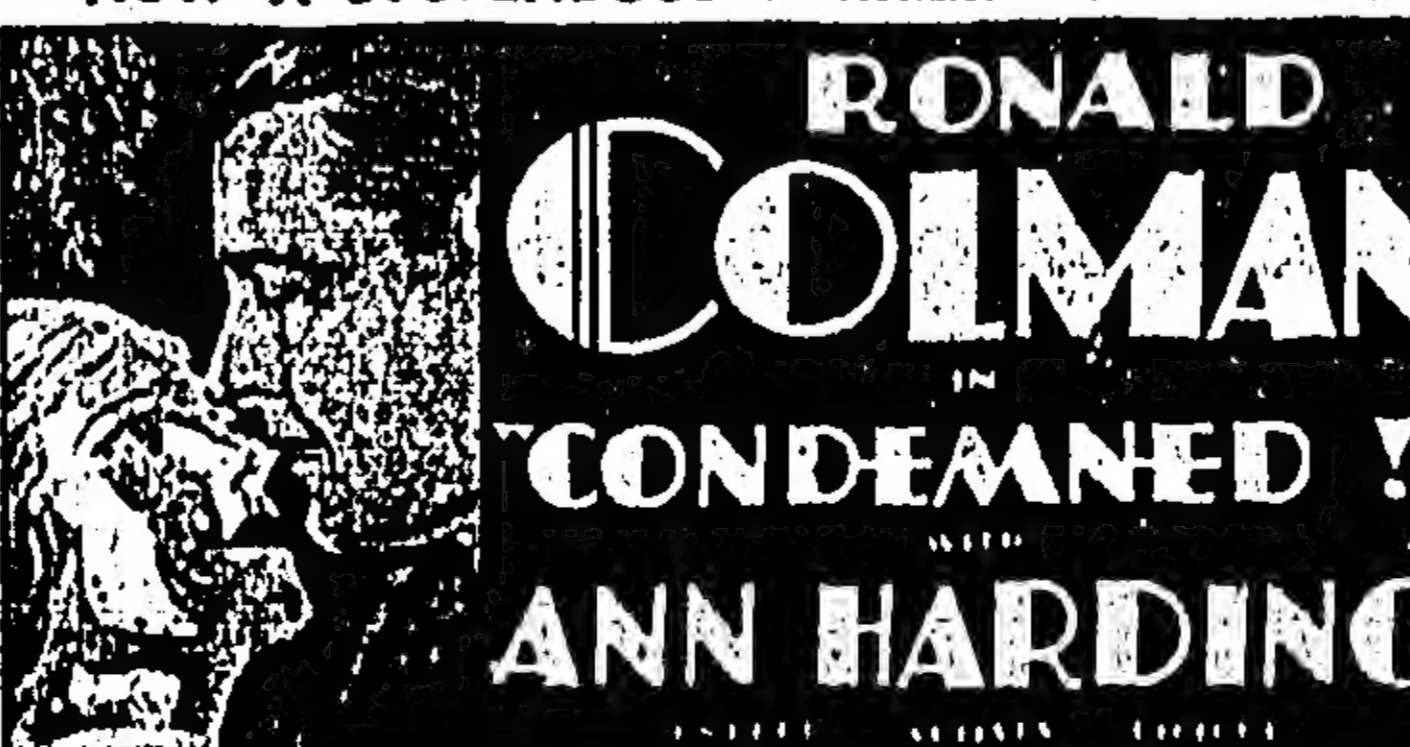 RONALD
COLMAN
IN
"CONDEMNED!
WITH
ANN HARDING